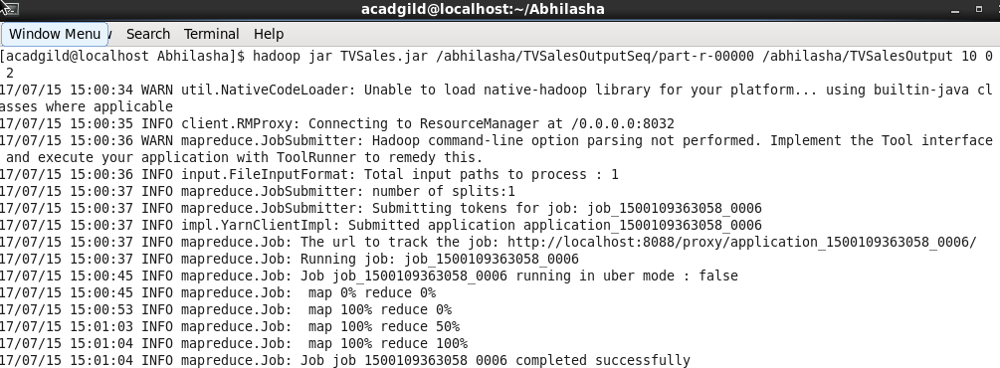 acadgild@localhost:~/Abhilasha
Window Menu Search Terminal Help
[acadgild@localhost Abhilasha]$ hadoop jar TVSales.jar /abhilasha/TVSalesOutputSeq/part-r-00000 /abhilasha/TVSalesOutput 10 0
2
17/07/15 15:00:34 WARN util.NativeCodeLoader: Unable to load native-hadoop library for your platform... using builtin-java cl
asses where applicable
17/07/15 15:00:35 INFO client.RMProxy: Connecting to ResourceManager at /0.0.0.0:8032
17/07/15 15:00:36 WARN mapreduce.JobSubmitter: Hadoop command-line option parsing not performed. Implement the Tool interface
and execute your application with ToolRunner to remedy this.
17/07/15 15:00:36 INFO input.FileInputFormat: Total input paths to process : 1
17/07/15 15:00:37 INFO mapreduce.JobSubmitter: number of splits:1
17/07/15 15:00:37 INFO mapreduce.JobSubmitter: Submitting tokens for job: job_1500109363058_0006
17/07/15 15:00:37 INFO impl.YarnClientImpl: Submitted application application_1500109363058_0006
17/07/15 15:00:37 INFO mapreduce.Job: The url to track the job: http://localhost:8088/proxy/application_1500109363058_0006/
17/07/15 15:00:37 INFO mapreduce.Job: Running job: job_1500109363058_0006
17/07/15 15:00:45 INFO mapreduce.Job: Job job_1500109363058_0006 running in uber mode : false
17/07/15 15:00:45 INFO mapreduce.Job:  map 0% reduce 0%
17/07/15 15:00:53 INFO mapreduce.Job:  map 100% reduce 0%
17/07/15 15:01:03 INFO mapreduce.Job:  map 100% reduce 50%
17/07/15 15:01:04 INFO mapreduce.Job:  map 100% reduce 100%
17/07/15 15:01:04 INFO mapreduce.Job: Job job_1500109363058_0006 completed successfully